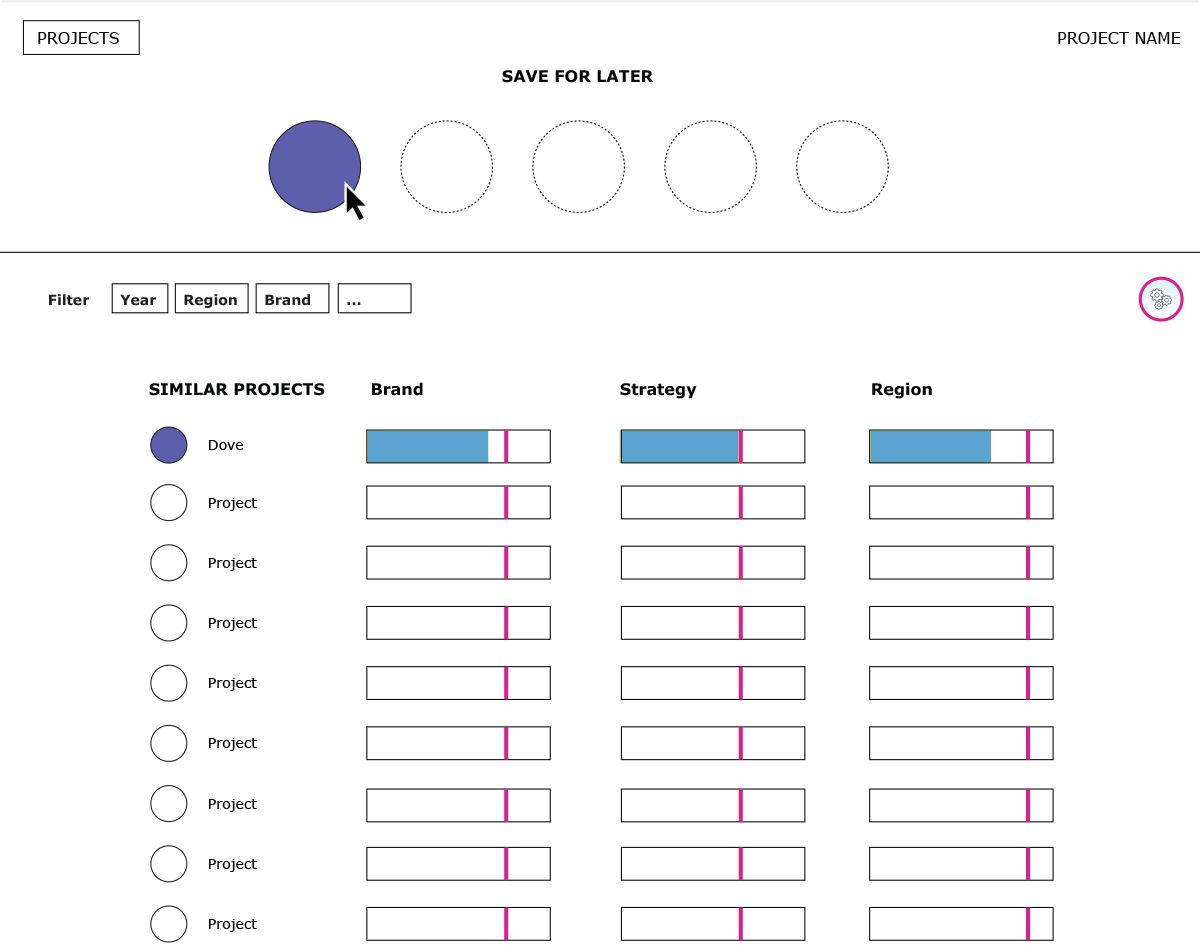 PROJECTS
PROJECT NAME
SAVE FOR LATER
Filter Year Region Brand ...
SIMILAR PROJECTS Brand Strategy Region
Dove
Project
Project
Project
Project
Project
Project
Project
Project